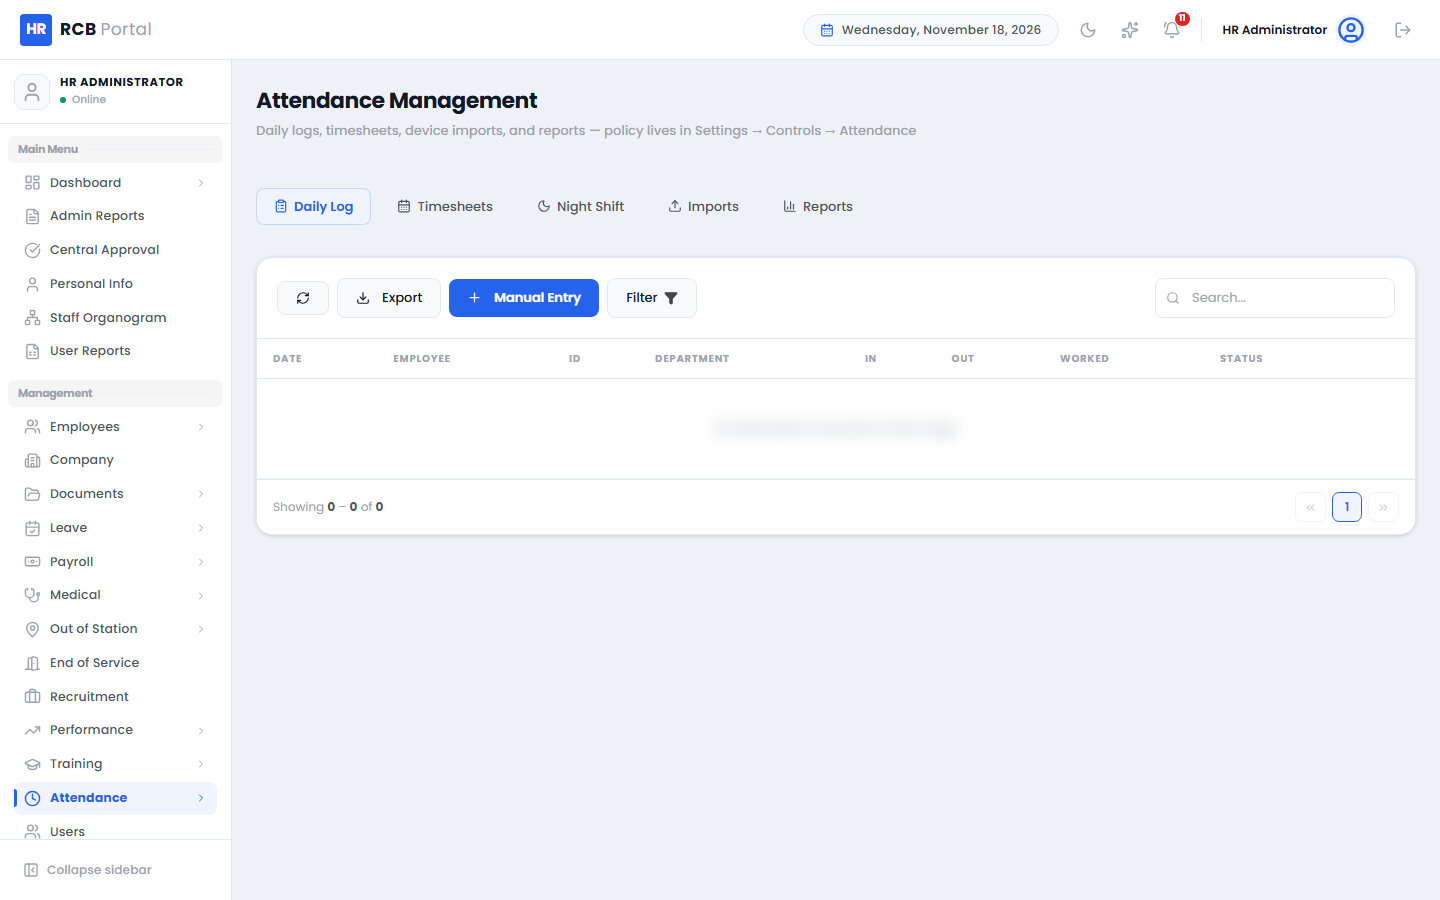 HR RCB Portal
Wednesday, November 18, 2026
11
HR Administrator
HR ADMINISTRATOR
Online
Main Menu
Dashboard
Admin Reports
Central Approval
Personal Info
Staff Organogram
User Reports
Management
Employees
Company
Documents
Leave
Payroll
Medical
Out of Station
End of Service
Recruitment
Performance
Training
Attendance
Users
Collapse sidebar
Attendance Management
Daily logs, timesheets, device imports, and reports — policy lives in Settings → Controls → Attendance
Daily Log
Timesheets
Night Shift
Imports
Reports
Export
Manual Entry
Filter
Search...
DATE EMPLOYEE ID DEPARTMENT IN OUT WORKED STATUS
Showing 0 – 0 of 0
« 1 »